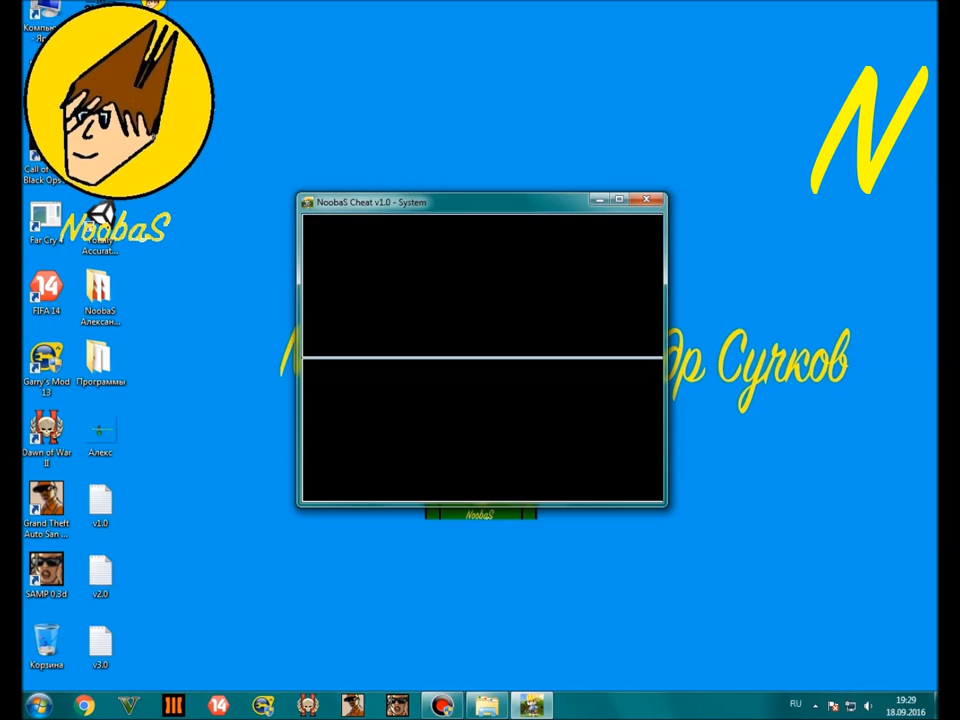 N
NoobaS
др Сучков
NoobaS Cheat v1.0 - System
NoobaS
Call of
Black Ops
Far Cry 4
Totally
Accurat...
FIFA 14
NoobaS
Алексан...
Garry's Mod
13
Программы
Dawn of War
II
Алекс
Grand Theft
Auto San ...
v1.0
SAMP 0.3d
v2.0
Корзина
v3.0
RU
19:29
18.09.2016